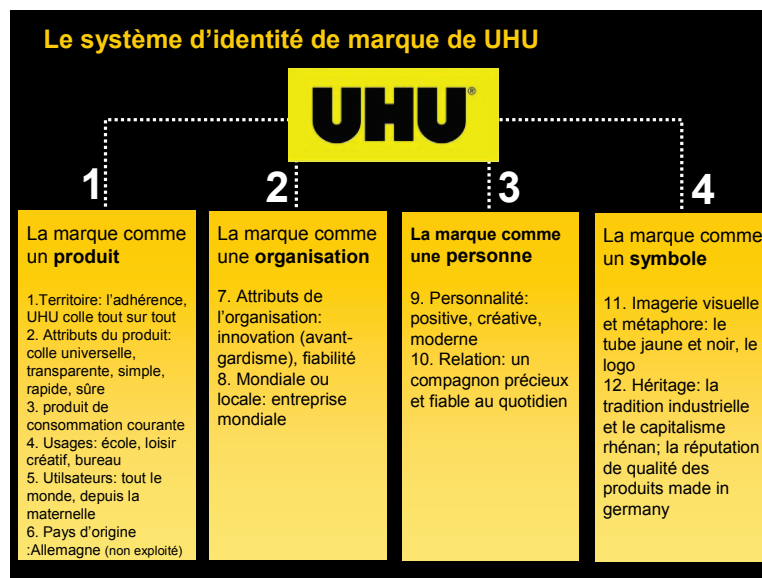 Le système d’identité de marque de UHU
UHU®
1
2
3
4
La marque comme
un produit
1.Territoire: l’adhérence,
UHU colle tout sur tout
2. Attributs du produit:
colle universelle,
transparente, simple,
rapide, sûre
3. produit de
consommation courante
4. Usages: école, loisir
créatif, bureau
5. Utilsateurs: tout le
monde, depuis la
maternelle
6. Pays d’origine
:Allemagne (non exploité)
La marque comme
une organisation
7. Attributs de
l’organisation:
innovation (avant-
gardisme), fiabilité
8. Mondiale ou
locale: entreprise
mondiale
La marque comme
une personne
9. Personnalité:
positive, créative,
moderne
10. Relation: un
compagnon précieux
et fiable au quotidien
La marque comme
un symbole
11. Imagerie visuelle
et métaphore: le
tube jaune et noir, le
logo
12. Héritage: la
tradition industrielle
et le capitalisme
rhénan; la réputation
de qualité des
produits made in
germany